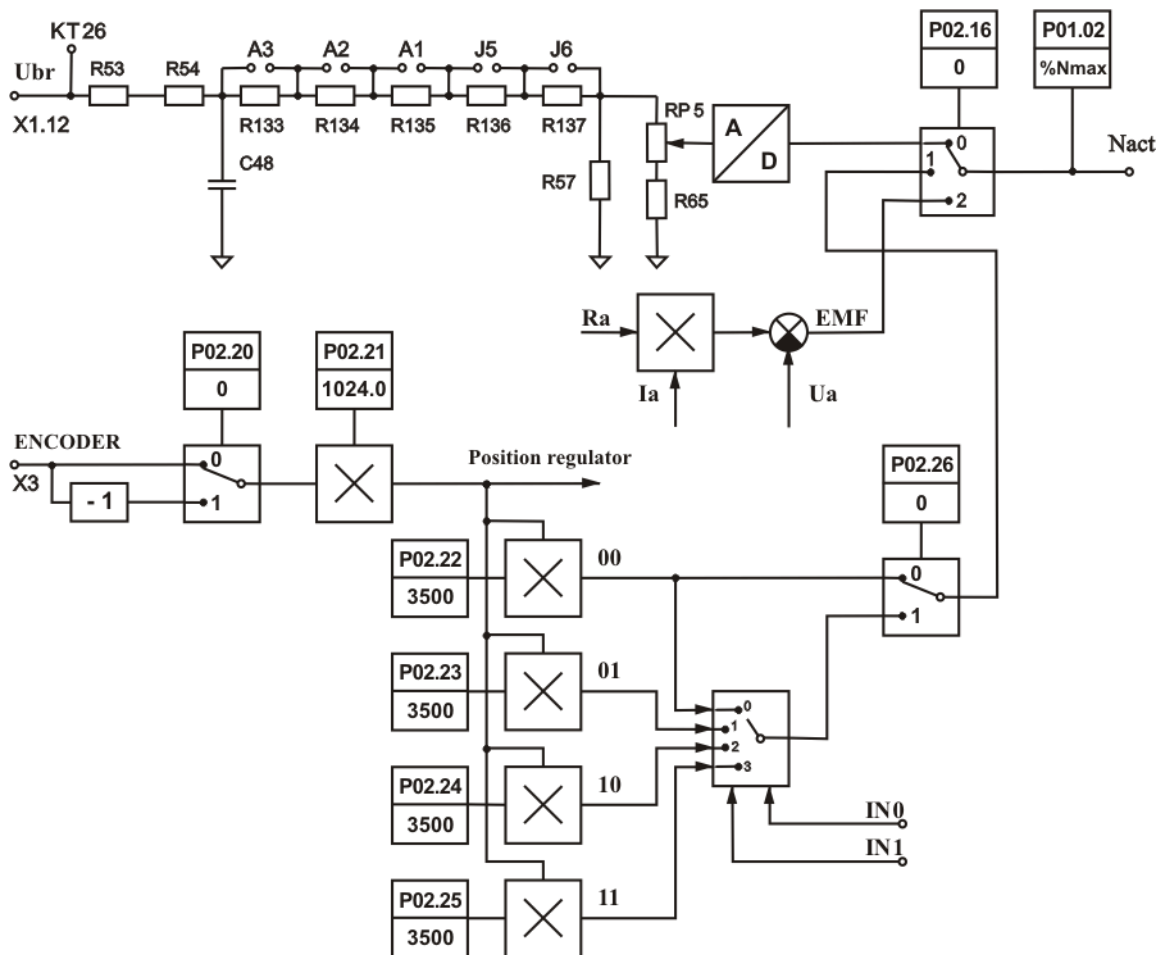 KT26
Ubr
X1.12
R53
R54
A3
A2
A1
J5
J6
R133
R134
R135
R136
R137
C48
R57
RP5
R65
A
D
P02.16
0
P01.02
%Nmax
0
1
2
Nact
Ra
Ia
EMF
Ua
P02.20
0
P02.21
1024.0
ENCODER
X3
- 1
0
1
Position regulator
P02.22
3500
00
P02.23
3500
01
P02.24
3500
10
P02.25
3500
11
P02.26
0
0
1
0
1
2
3
IN0
IN1